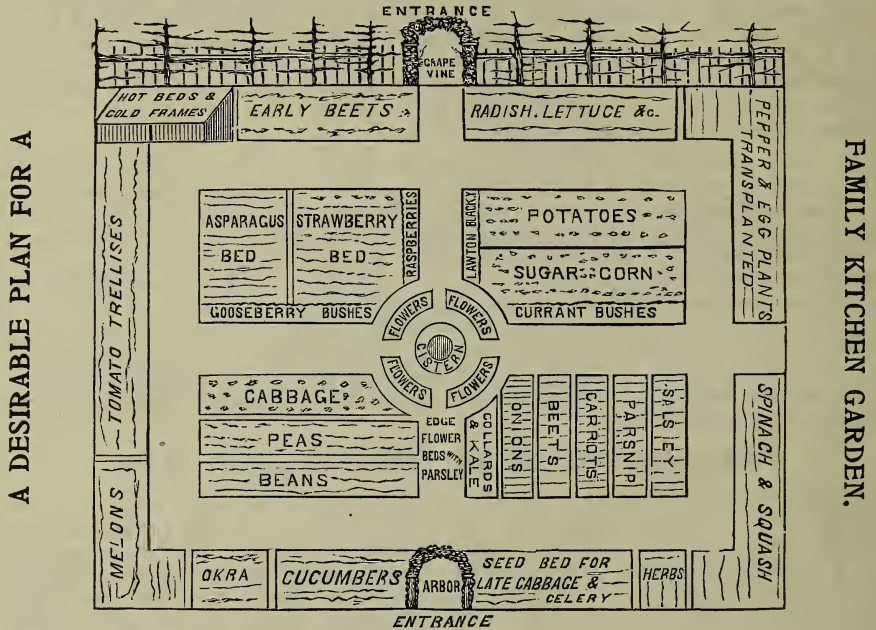 ENTRANCE
GRAPE
VINE
HOT BEDS &
COLD FRAMES
EARLY BEETS
RADISH. LETTUCE &c.
PEPPER & EGG PLANTS
TRANSPLANTED
A DESIRABLE PLAN FOR A
FAMILY KITCHEN GARDEN.
TOMATO TRELLISES
ASPARAGUS
BED
STRAWBERRY
BED
RASPBERRIES
LAWTON BLACK.Y
POTATOES
SUGAR CORN
GOOSEBERRY BUSHES
CURRANT BUSHES
FLOWERS
FLOWERS
CISTERN
FLOWERS
FLOWERS
CABBAGE
PEAS
BEANS
EDGE
FLOWER
BEDS WITH
PARSLEY
COLLARDS
& KALE
ONIONS
BEETS
CARROTS
PARSNIP
SALSIFY
SPINACH & SQUASH
MELONS
OKRA
CUCUMBERS
ARBOR
SEED BED FOR
LATE CABBAGE &
CELERY
HERBS
ENTRANCE